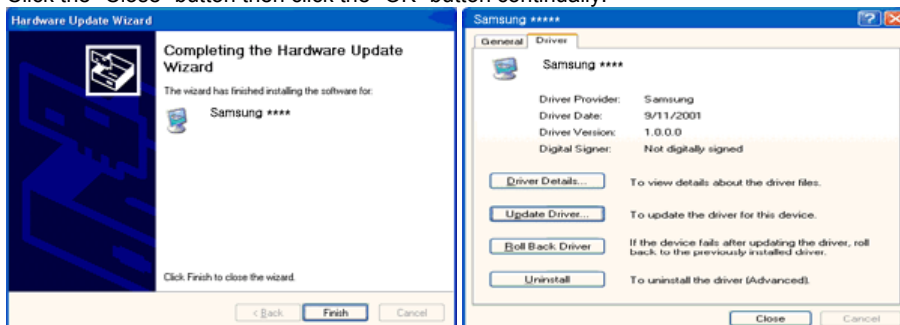 Click the "Close" button then click the "OK" button continually.
Hardware Update Wizard
Completing the Hardware Update
Wizard
The wizard has finished installing the software for:
Samsung ****
Click Finish to close the wizard.
< Back
Finish
Cancel
Samsung *****
General
Driver
Samsung ****
Driver Provider: Samsung
Driver Date: 9/11/2001
Driver Version: 1.0.0.0
Digital Signer: Not digitally signed
Driver Details... To view details about the driver files.
Update Driver... To update the driver for this device.
Roll Back Driver If the device fails after updating the driver, roll
back to the previously installed driver.
Uninstall To uninstall the driver (Advanced).
Close
Cancel